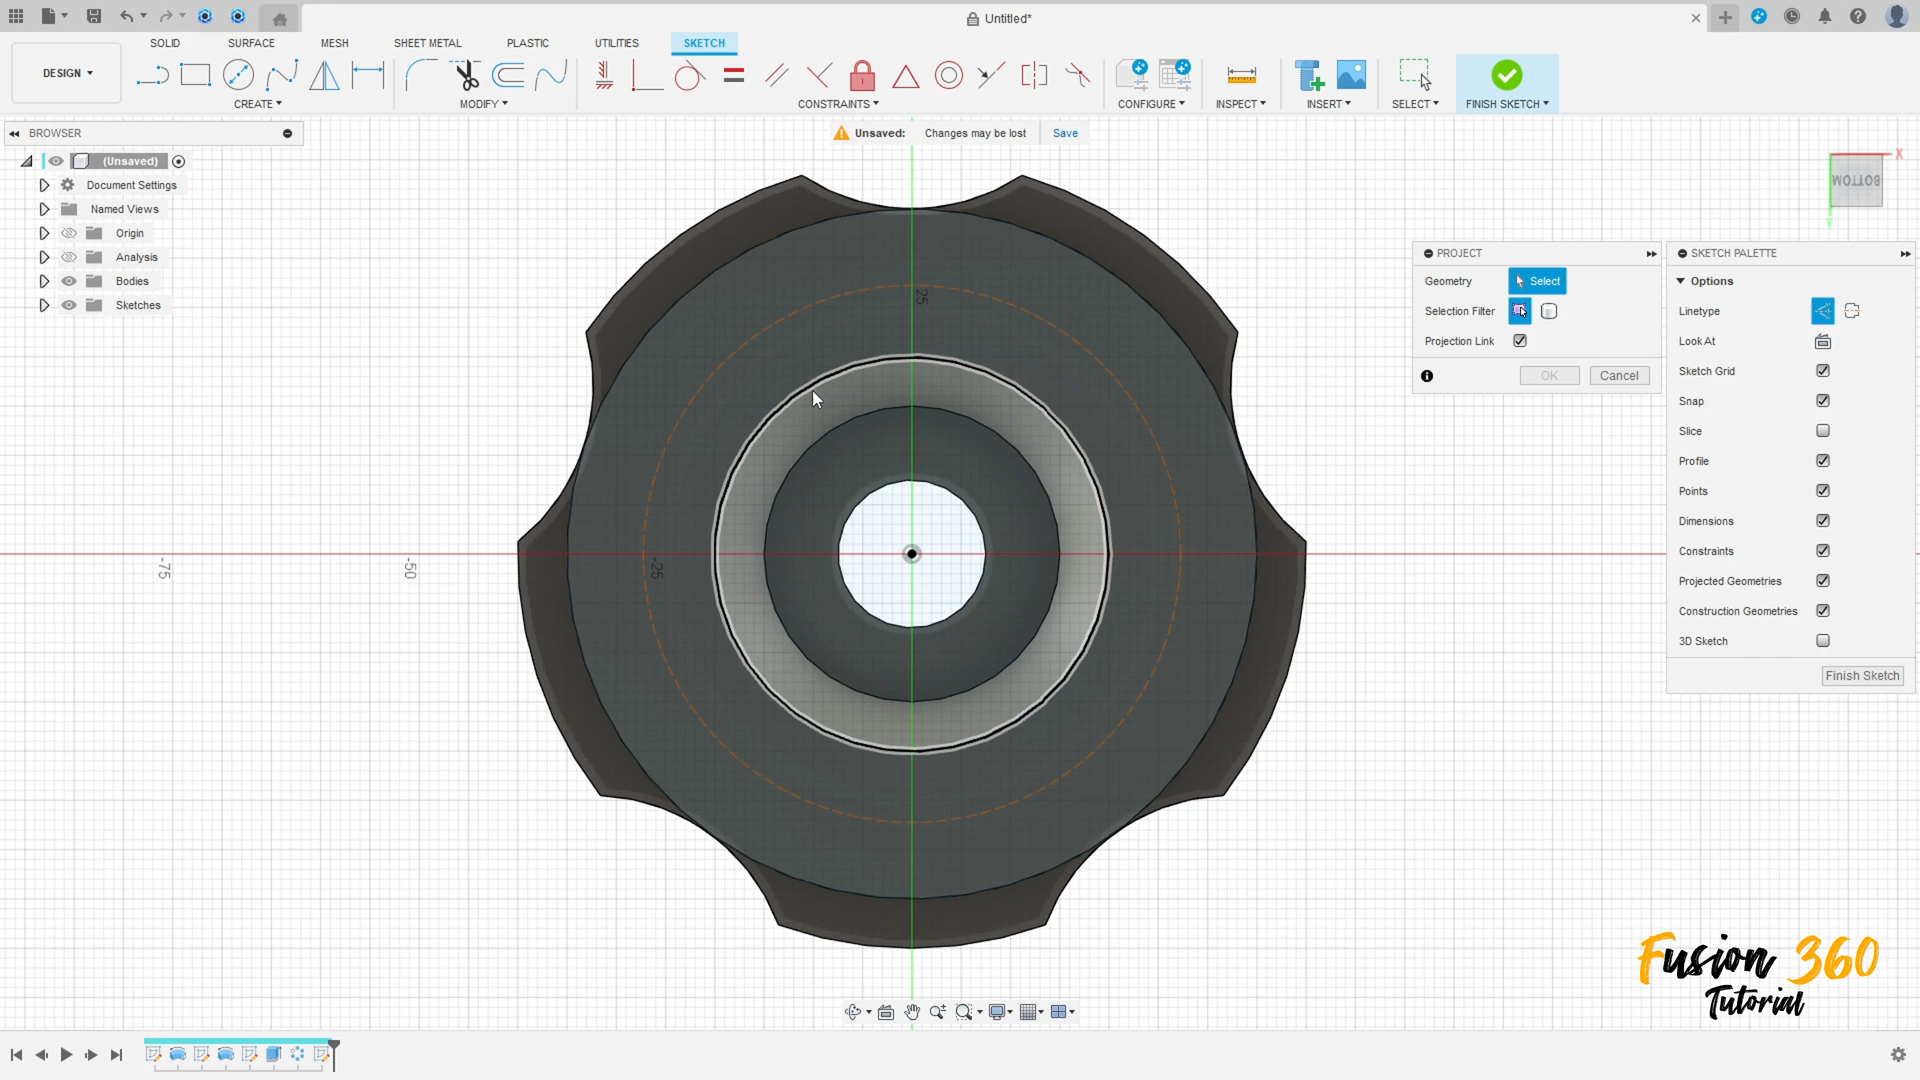 Untitled*
DESIGN
SOLID
SURFACE
MESH
SHEET METAL
PLASTIC
UTILITIES
SKETCH
CREATE
MODIFY
CONSTRAINTS
CONFIGURE
INSPECT
INSERT
SELECT
FINISH SKETCH
BROWSER
Unsaved: Changes may be lost Save
(Unsaved)
Document Settings
Named Views
Origin
Analysis
Bodies
Sketches
X
BOTTOM
PROJECT
Geometry Select
Selection Filter
Projection Link
OK Cancel
SKETCH PALETTE
Options
Linetype
Look At
Sketch Grid
Snap
Slice
Profile
Points
Dimensions
Constraints
Projected Geometries
Construction Geometries
3D Sketch
Finish Sketch
25
-75
-50
-25
Fusion 360
Tutorial